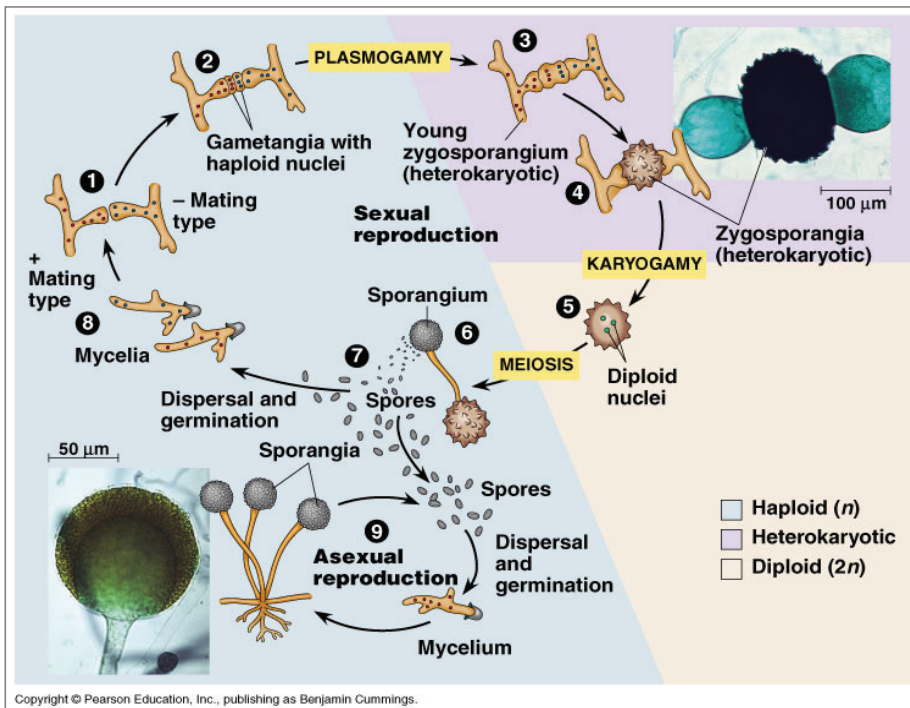 2
PLASMOGAMY
3
Gametangia with
haploid nuclei
Young
zygosporangium
(heterokaryotic)
1
– Mating
type
4
100 μm
Sexual
reproduction
Zygosporangia
(heterokaryotic)
+
Mating
type
KARYOGAMY
8
Mycelia
Sporangium
5
6
7
MEIOSIS
Diploid
nuclei
Dispersal and
germination
Spores
50 μm
Sporangia
Spores
9
Asexual
reproduction
Dispersal
and
germination
Mycelium
Haploid (n)
Heterokaryotic
Diploid (2n)
Copyright © Pearson Education, Inc., publishing as Benjamin Cummings.